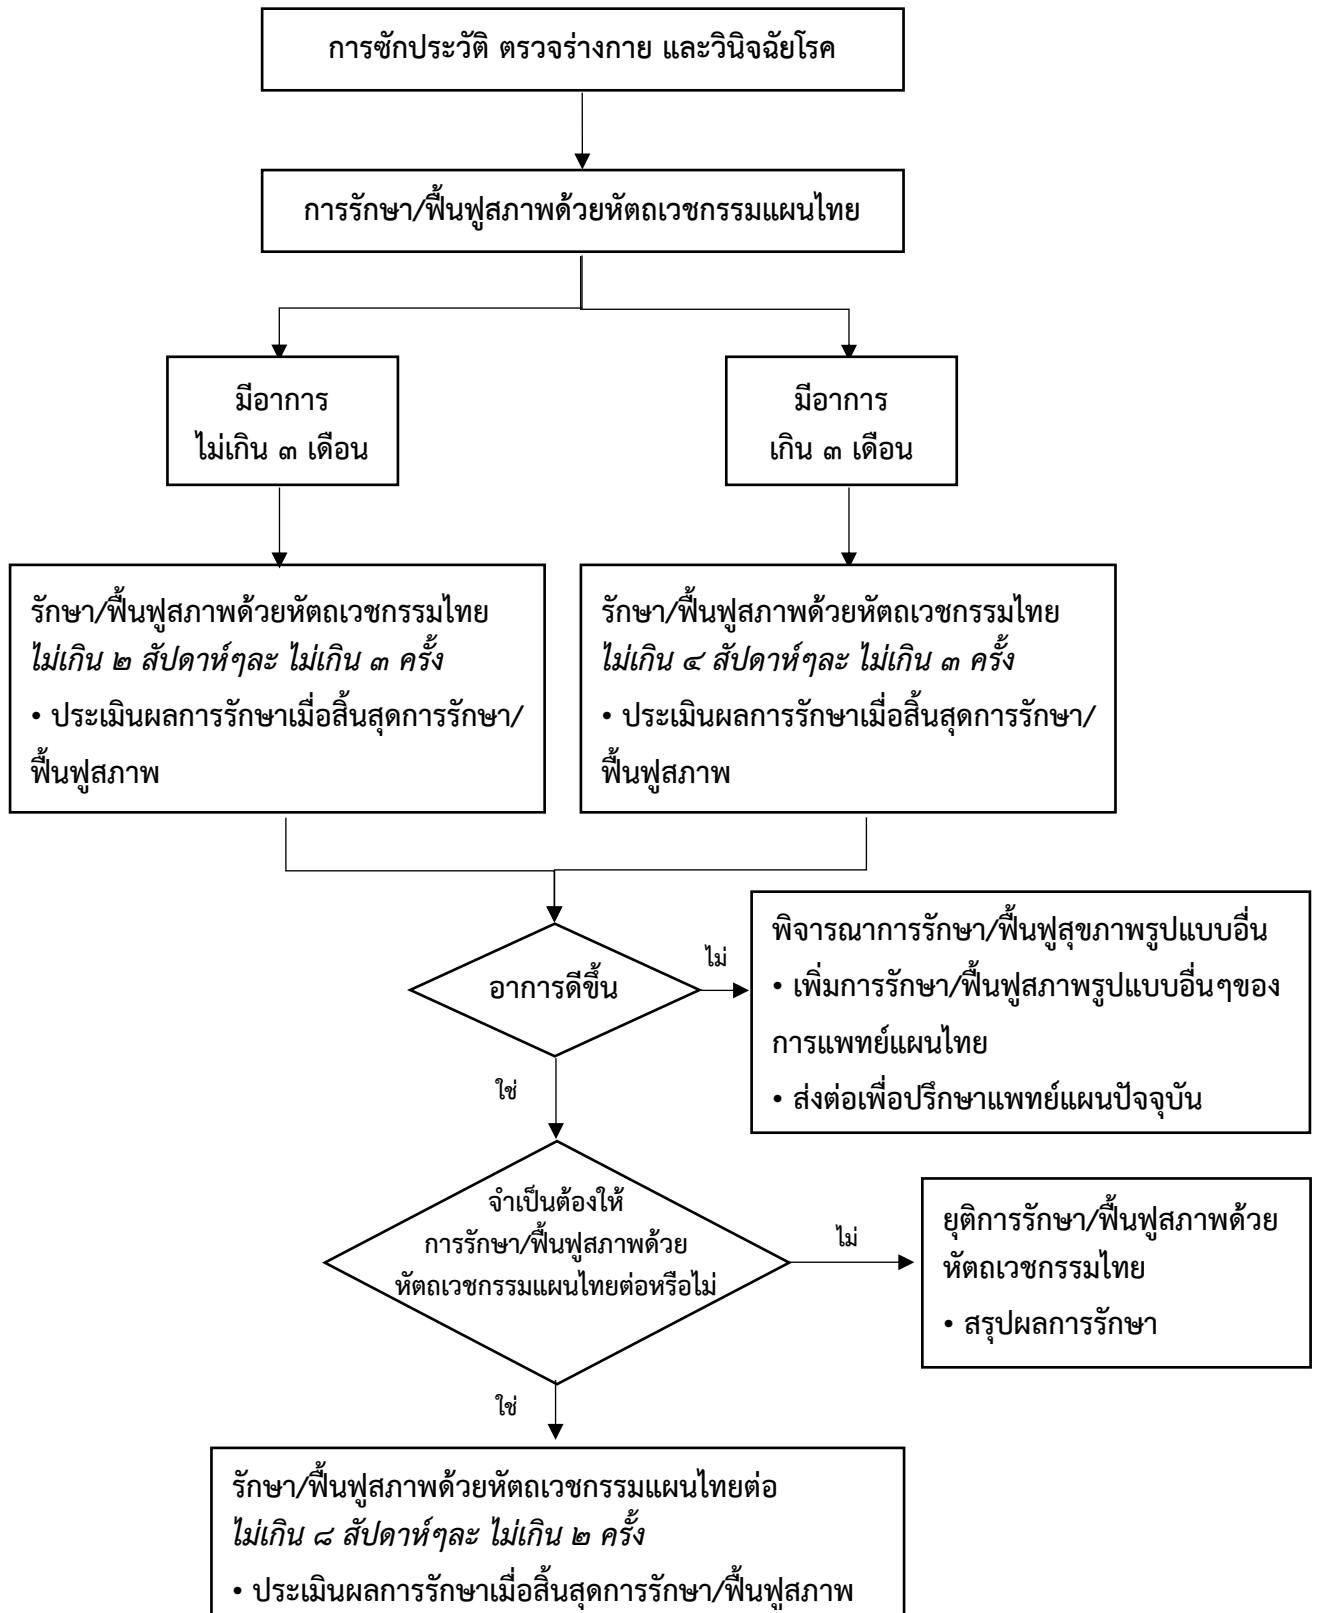 การซักประวัติ ตรวจร่างกาย และวินิจฉัยโรค
การรักษา/ฟื้นฟูสภาพด้วยหัตถเวชกรรมแผนไทย
มีอาการ
ไม่เกิน ๓ เดือน
มีอาการ
เกิน ๓ เดือน
รักษา/ฟื้นฟูสภาพด้วยหัตถเวชกรรมไทย
ไม่เกิน ๒ สัปดาห์ๆละ ไม่เกิน ๓ ครั้ง
• ประเมินผลการรักษาเมื่อสิ้นสุดการรักษา/
ฟื้นฟูสภาพ
รักษา/ฟื้นฟูสภาพด้วยหัตถเวชกรรมไทย
ไม่เกิน ๔ สัปดาห์ๆละ ไม่เกิน ๓ ครั้ง
• ประเมินผลการรักษาเมื่อสิ้นสุดการรักษา/
ฟื้นฟูสภาพ
อาการดีขึ้น
ไม่
พิจารณาการรักษา/ฟื้นฟูสุขภาพรูปแบบอื่น
• เพิ่มการรักษา/ฟื้นฟูสภาพรูปแบบอื่นๆของ
การแพทย์แผนไทย
• ส่งต่อเพื่อปรึกษาแพทย์แผนปัจจุบัน
ใช่
จำเป็นต้องให้
การรักษา/ฟื้นฟูสภาพด้วย
หัตถเวชกรรมแผนไทยต่อหรือไม่
ไม่
ยุติการรักษา/ฟื้นฟูสภาพด้วย
หัตถเวชกรรมไทย
• สรุปผลการรักษา
ใช่
รักษา/ฟื้นฟูสภาพด้วยหัตถเวชกรรมแผนไทยต่อ
ไม่เกิน ๘ สัปดาห์ๆละ ไม่เกิน ๒ ครั้ง
• ประเมินผลการรักษาเมื่อสิ้นสุดการรักษา/ฟื้นฟูสภาพ